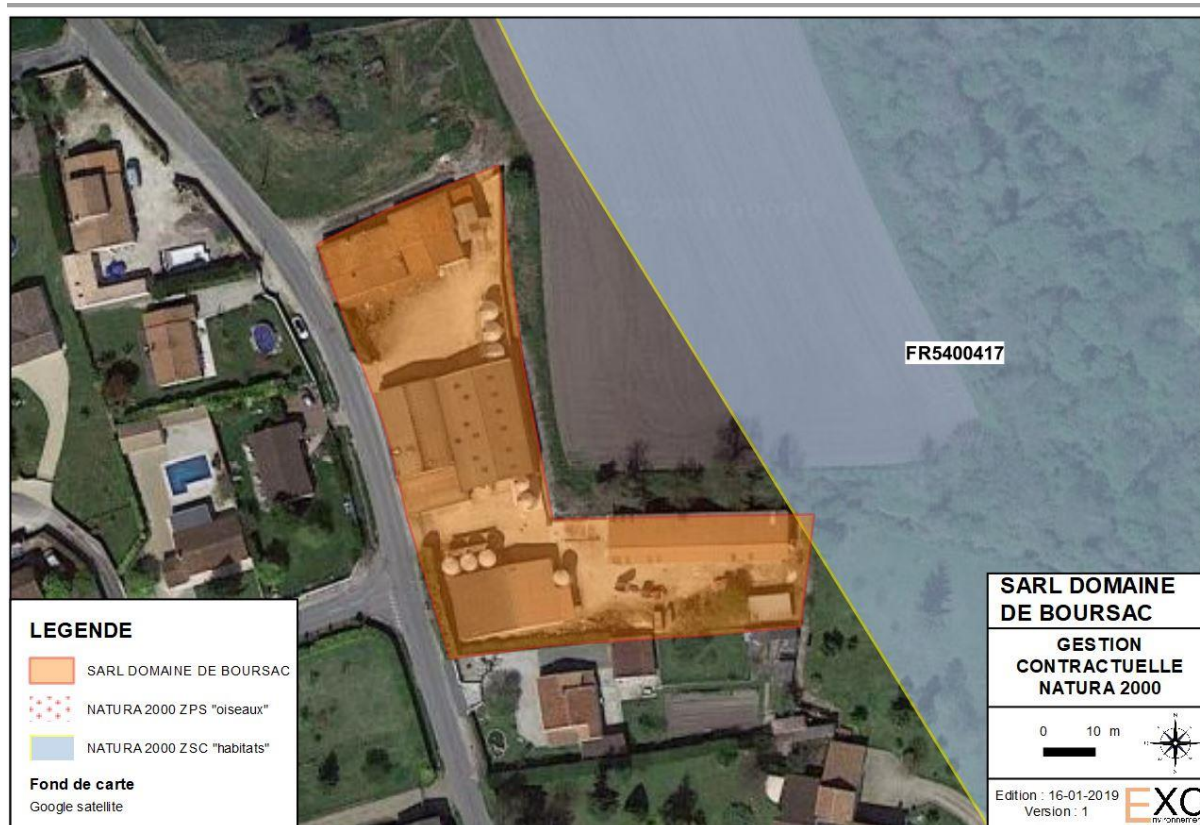 FR5400417
LEGENDE
SARL DOMAINE DE BOURSAC
NATURA 2000 ZPS "oiseaux"
NATURA 2000 ZSC "habitats"
Fond de carte
Google satellite
SARL DOMAINE
DE BOURSAC
GESTION
CONTRACTUELLE
NATURA 2000
0 10 m
Edition : 16-01-2019
Version : 1
EXO